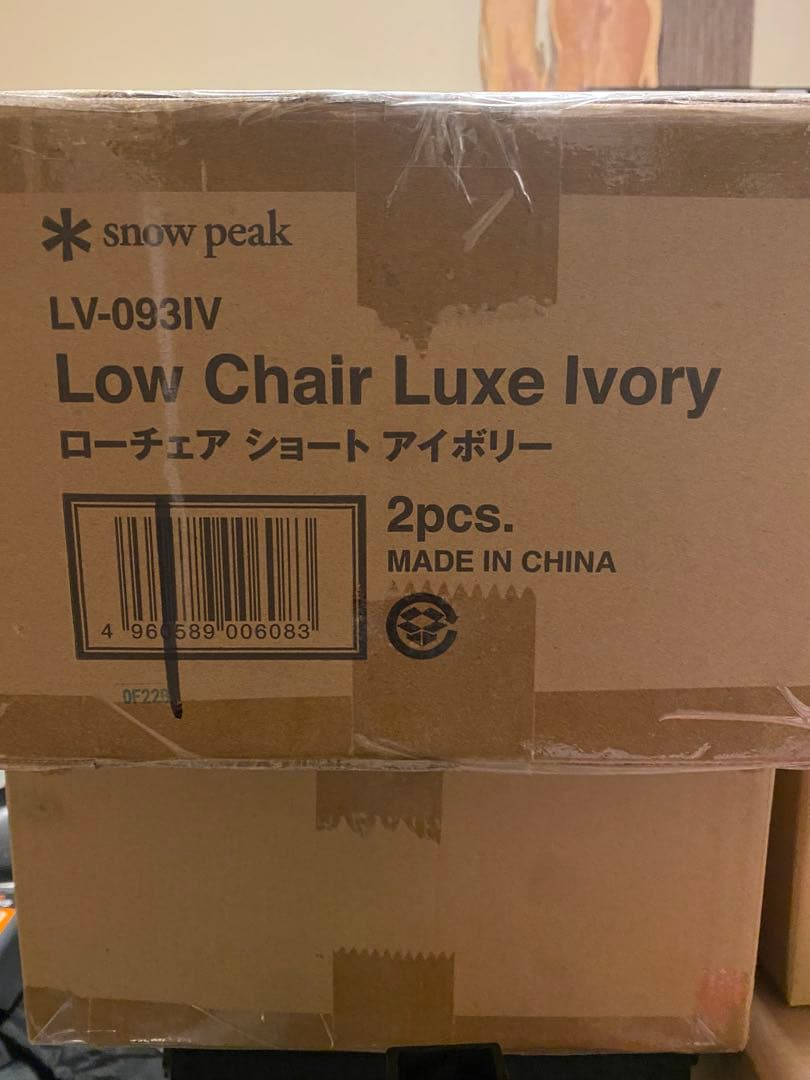 snow peak
LV-093IV
Low Chair Luxe Ivory
ローチェア ショート アイボリー
2pcs.
MADE IN CHINA
4 960589 006083